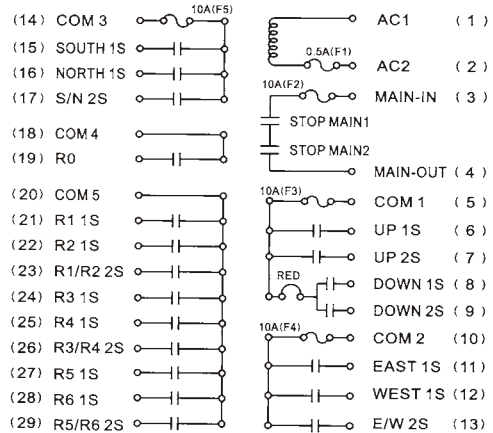 (14) COM 3 10A(F5)
(15) SOUTH 1S
(16) NORTH 1S
(17) S/N 2S
(18) COM 4
(19) R0
(20) COM 5
(21) R1 1S
(22) R2 1S
(23) R1/R2 2S
(24) R3 1S
(25) R4 1S
(26) R3/R4 2S
(27) R5 1S
(28) R6 1S
(29) R5/R6 2S
AC1 (1)
0.5A(F1)
AC2 (2)
10A(F2)
MAIN-IN (3)
STOP MAIN1
STOP MAIN2
MAIN-OUT (4)
10A(F3)
COM 1 (5)
UP 1S (6)
UP 2S (7)
RED
DOWN 1S (8)
DOWN 2S (9)
10A(F4)
COM 2 (10)
EAST 1S (11)
WEST 1S (12)
E/W 2S (13)